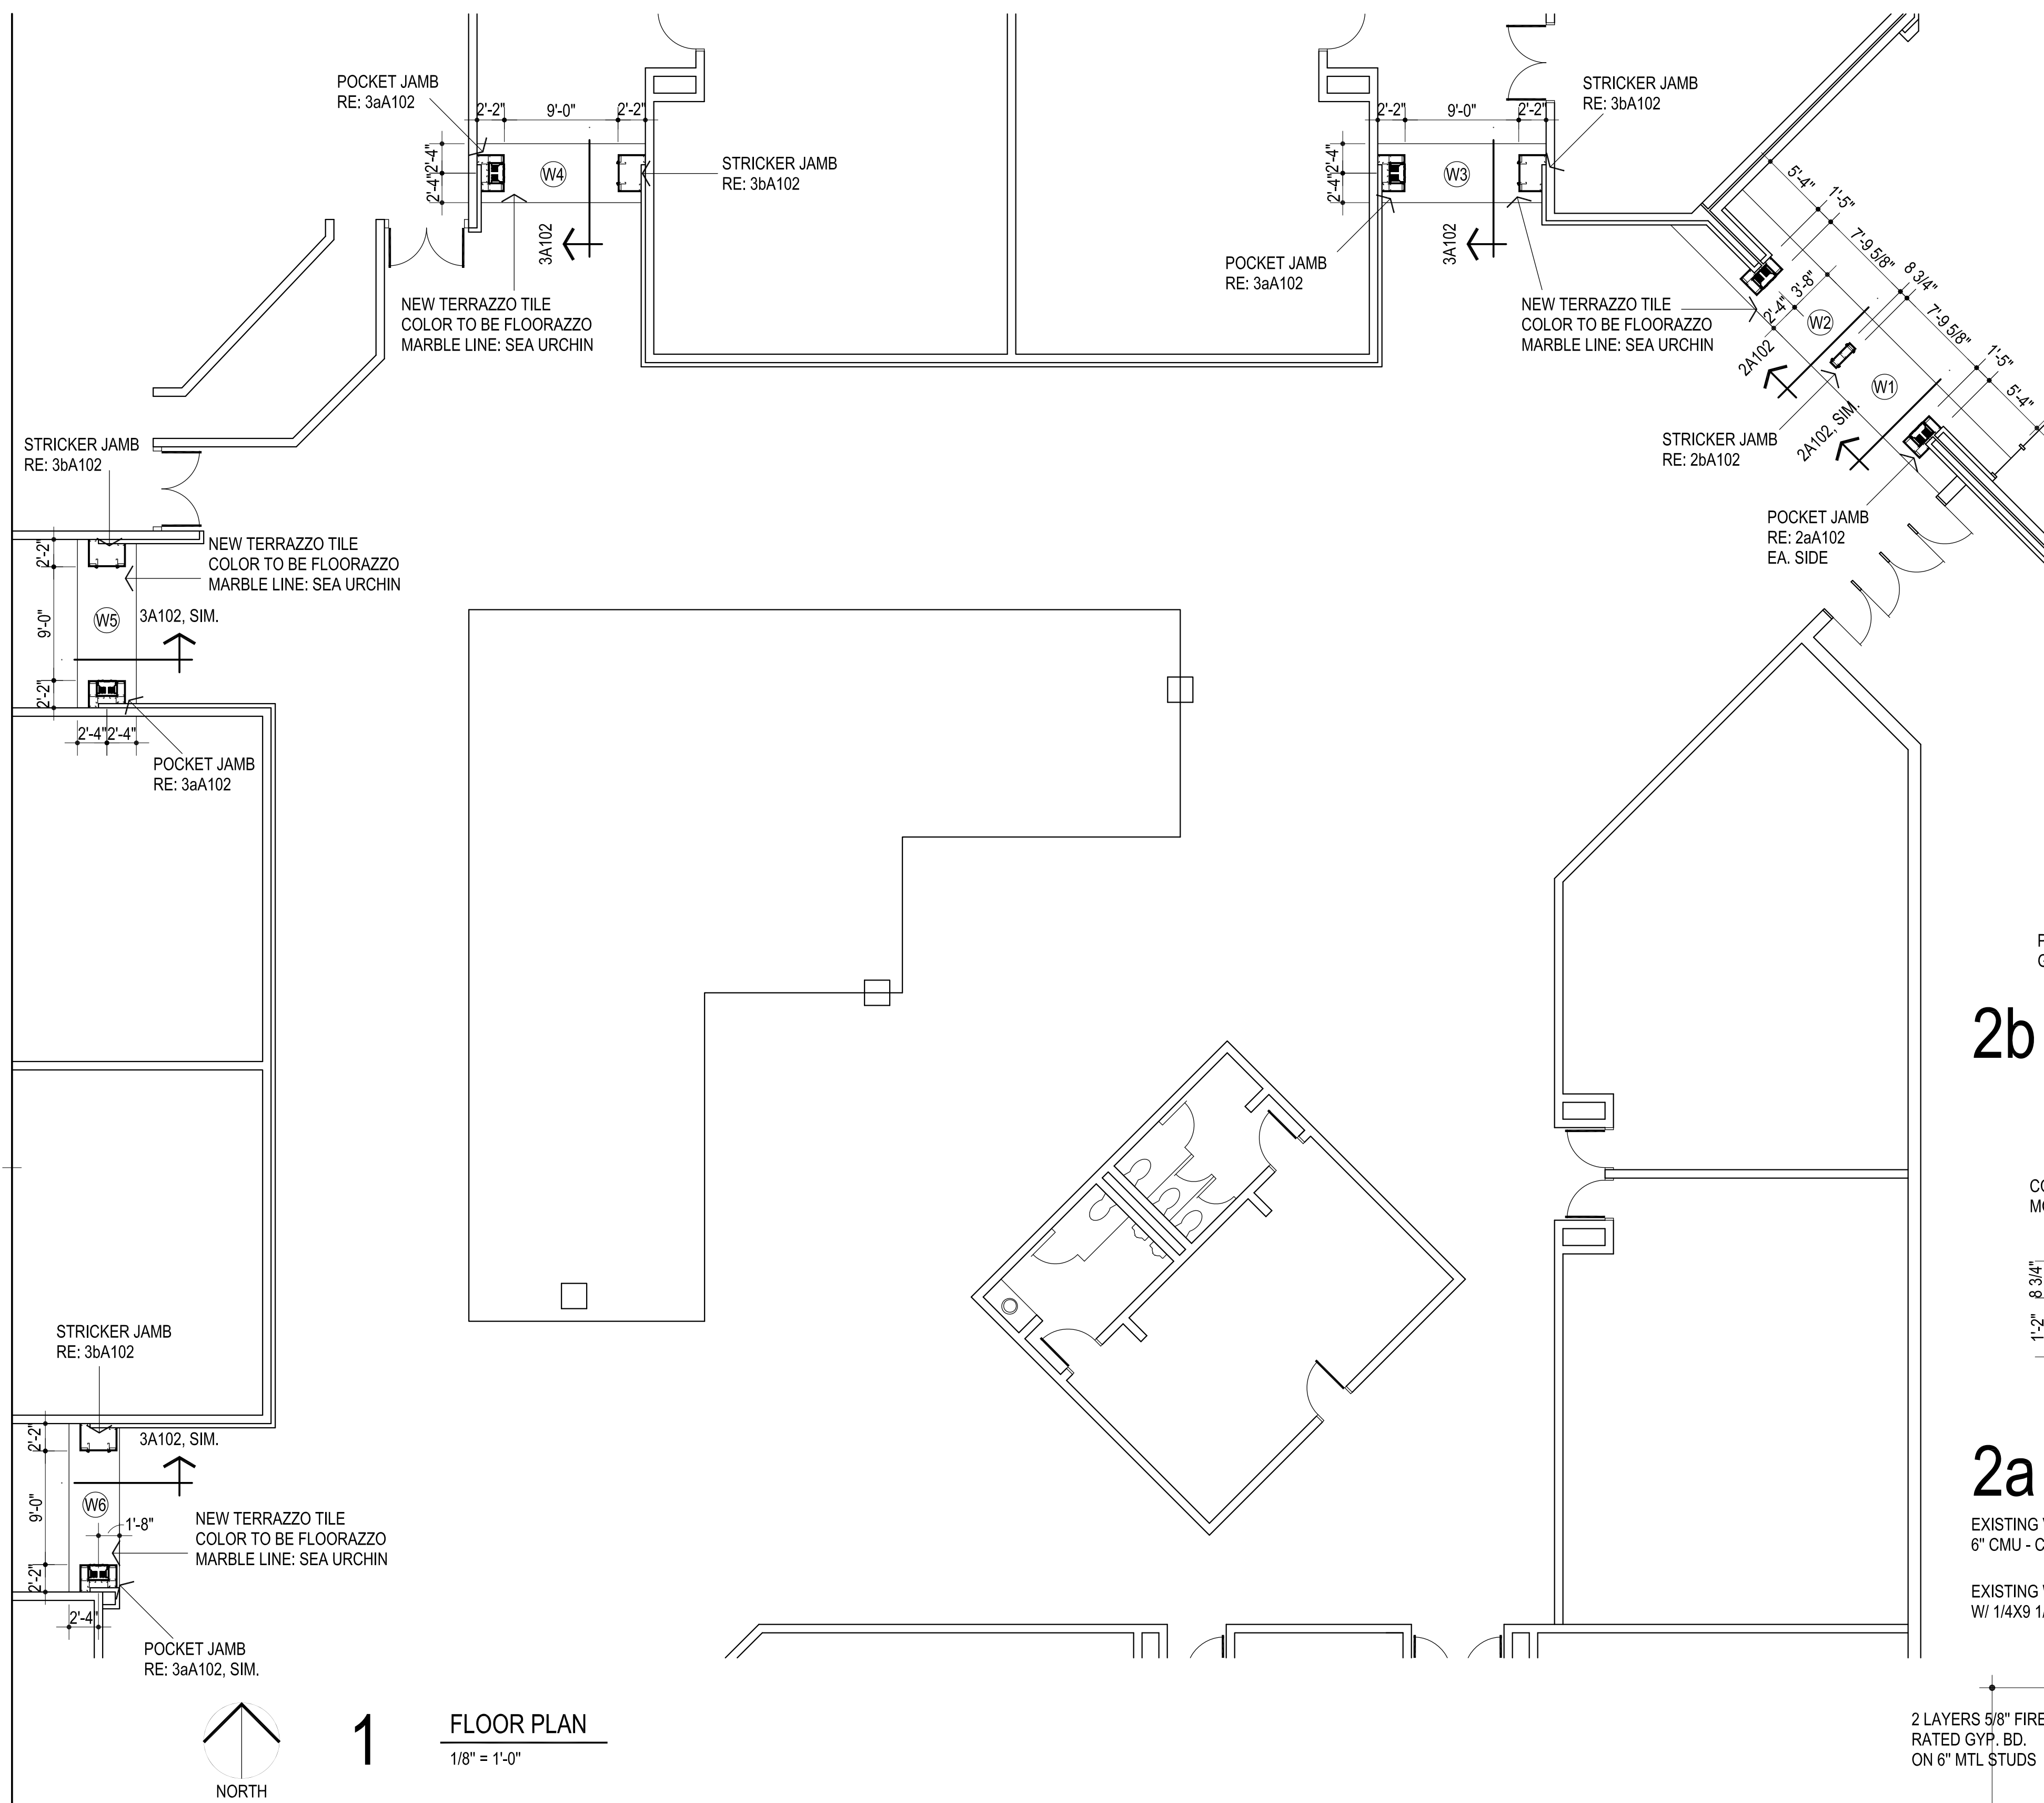 POCKET JAMB
RE: 3aA102
2'-2"
9'-0"
2'-2"
2'-4"
2'-4"
W4
STRICKER JAMB
RE: 3bA102
3A102
NEW TERRAZZO TILE
COLOR TO BE FLOORAZZO
MARBLE LINE: SEA URCHIN
2'-2"
9'-0"
2'-2"
STRICKER JAMB
RE: 3bA102
2'-4"
2'-4"
W3
3A102
POCKET JAMB
RE: 3aA102
NEW TERRAZZO TILE
COLOR TO BE FLOORAZZO
MARBLE LINE: SEA URCHIN
5'-4"
1'-5"
7'-9 5/8"
8 3/4"
7'-9 5/8"
1'-5"
5'-4"
3'-8"
2'-4"
W2
2A102
W1
2A102, SIM.
STRICKER JAMB
RE: 2bA102
POCKET JAMB
RE: 2aA102
EA. SIDE
STRICKER JAMB
RE: 3bA102
NEW TERRAZZO TILE
COLOR TO BE FLOORAZZO
MARBLE LINE: SEA URCHIN
2'-2"
9'-0"
2'-2"
W5
3A102, SIM.
2'-4"
2'-4"
POCKET JAMB
RE: 3aA102
2b
8 3/4"
1'-2"
STRICKER JAMB
RE: 3bA102
2'-2"
9'-0"
2'-2"
3A102, SIM.
W6
1'-8"
NEW TERRAZZO TILE
COLOR TO BE FLOORAZZO
MARBLE LINE: SEA URCHIN
2'-4"
POCKET JAMB
RE: 3aA102, SIM.
2a
EXISTING
6" CMU - C
EXISTING
W/ 1/4X9 1
2 LAYERS 5/8" FIRE
RATED GYP. BD.
ON 6" MTL STUDS
NORTH
1
FLOOR PLAN
1/8" = 1'-0"